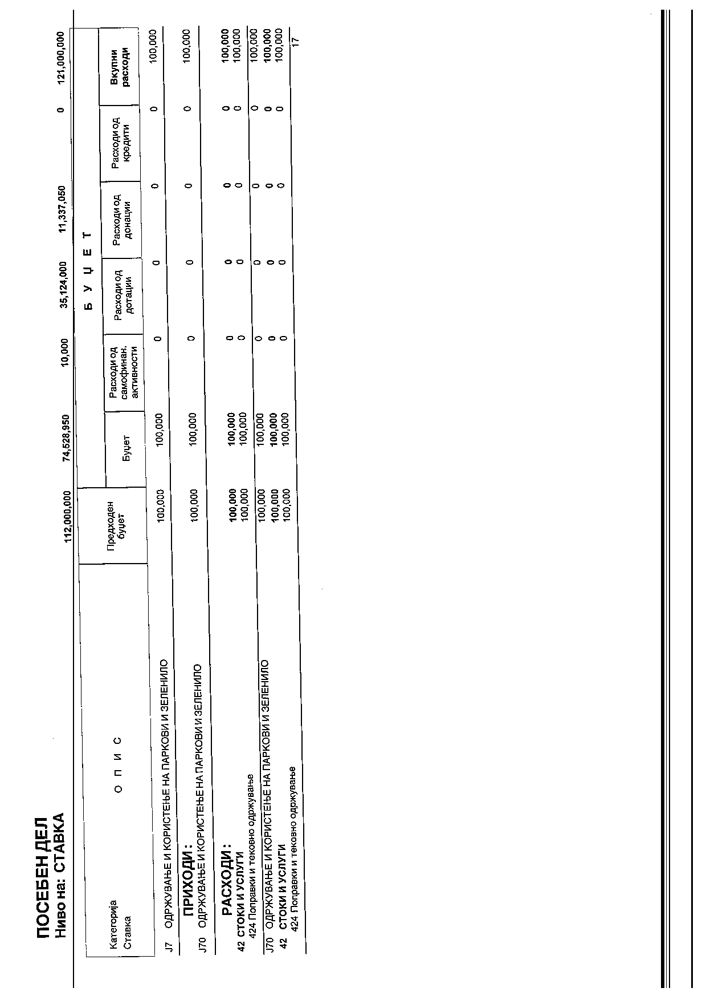 ПОСЕБЕН ДЕЛ
Ниво на: СТАВКА
112,000,000 74,528,950 10,000 35,124,000 11,337,050 0 121,000,000
Б У Џ Е Т
Категорија
Ставка
О П И С
Предходен
буџет
Буџет
Расходи од
самофинан.
активности
Расходи од
дотации
Расходи од
донации
Расходи од
кредити
Вкупни
расходи
Ј7 ОДРЖУВАЊЕ И КОРИСТЕЊЕ НА ПАРКОВИ И ЗЕЛЕНИЛО 100,000 100,000 0 0 0 0 100,000
ПРИХОДИ :
Ј70 ОДРЖУВАЊЕ И КОРИСТЕЊЕ НА ПАРКОВИ И ЗЕЛЕНИЛО 100,000 100,000 0 0 0 0 100,000
РАСХОДИ : 100,000 100,000 0 0 0 0 100,000
42 СТОКИ И УСЛУГИ 100,000 100,000 0 0 0 0 100,000
424 Поправки и тековно одржување 100,000 100,000 0 0 0 0 100,000
Ј70 ОДРЖУВАЊЕ И КОРИСТЕЊЕ НА ПАРКОВИ И ЗЕЛЕНИЛО 100,000 100,000 0 0 0 0 100,000
42 СТОКИ И УСЛУГИ 100,000 100,000 0 0 0 0 100,000
424 Поправки и тековно одржување
17